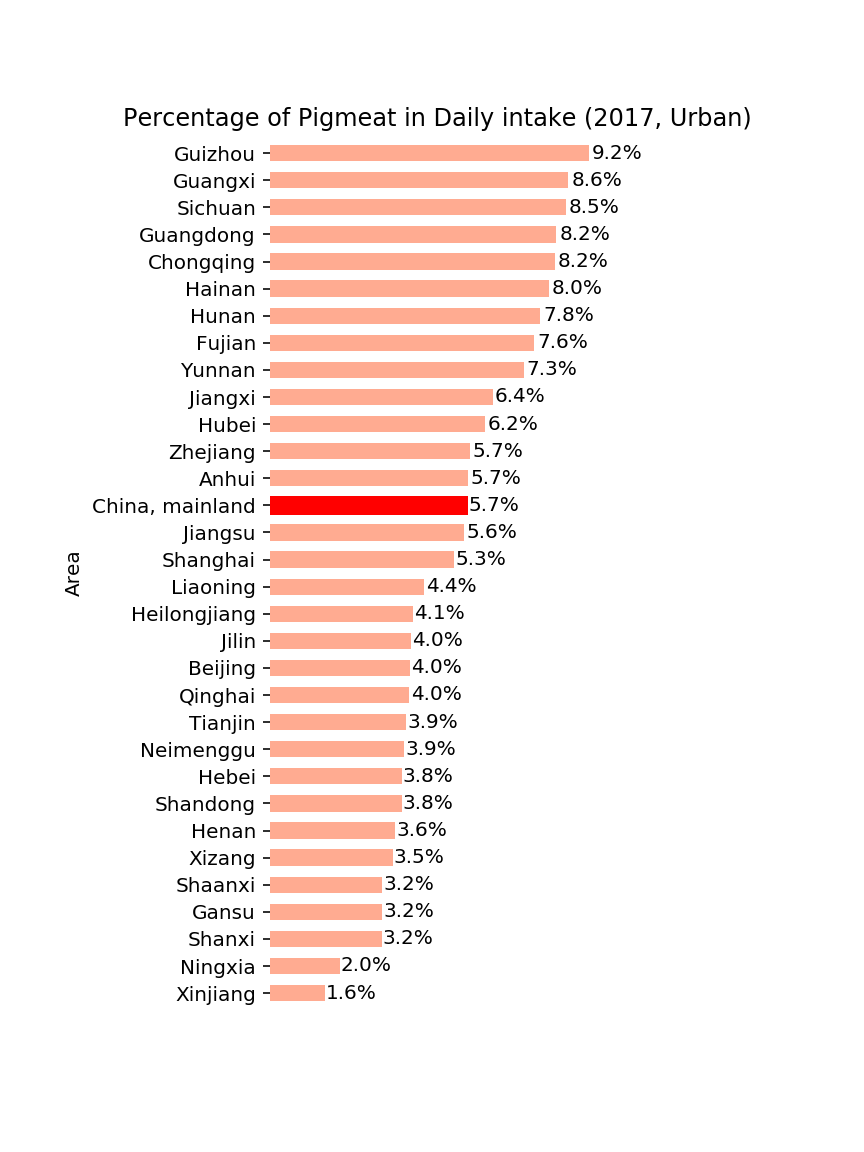 Percentage of Pigmeat in Daily intake (2017, Urban)
Guizhou 9.2%
Guangxi 8.6%
Sichuan 8.5%
Guangdong 8.2%
Chongqing 8.2%
Hainan 8.0%
Hunan 7.8%
Fujian 7.6%
Yunnan 7.3%
Jiangxi 6.4%
Hubei 6.2%
Zhejiang 5.7%
Anhui 5.7%
China, mainland 5.7%
Jiangsu 5.6%
Shanghai 5.3%
Area
Liaoning 4.4%
Heilongjiang 4.1%
Jilin 4.0%
Beijing 4.0%
Qinghai 4.0%
Tianjin 3.9%
Neimenggu 3.9%
Hebei 3.8%
Shandong 3.8%
Henan 3.6%
Xizang 3.5%
Shaanxi 3.2%
Gansu 3.2%
Shanxi 3.2%
Ningxia 2.0%
Xinjiang 1.6%